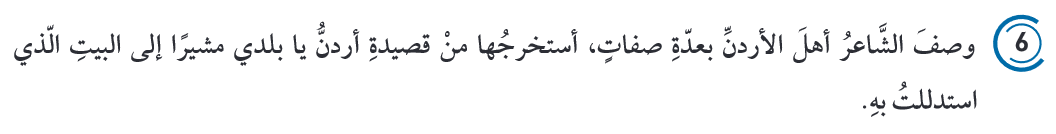 6 وصفَ الشَّاعرُ أهلَ الأردنِّ بعدّةِ صفاتٍ، أستخرجُها منْ قصيدةِ أردنُّ يا بلدي مشيرًا إلى البيتِ الّذي
استدللتُ بهِ.